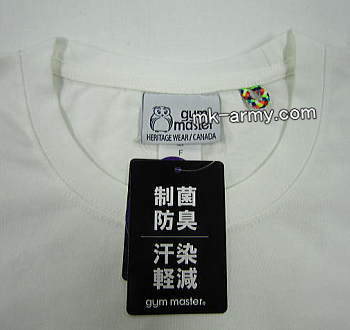 gym
master
HERITAGE WEAR / CANADA
F
mk-army.com
制菌
防臭
汗染
軽減
gym master®